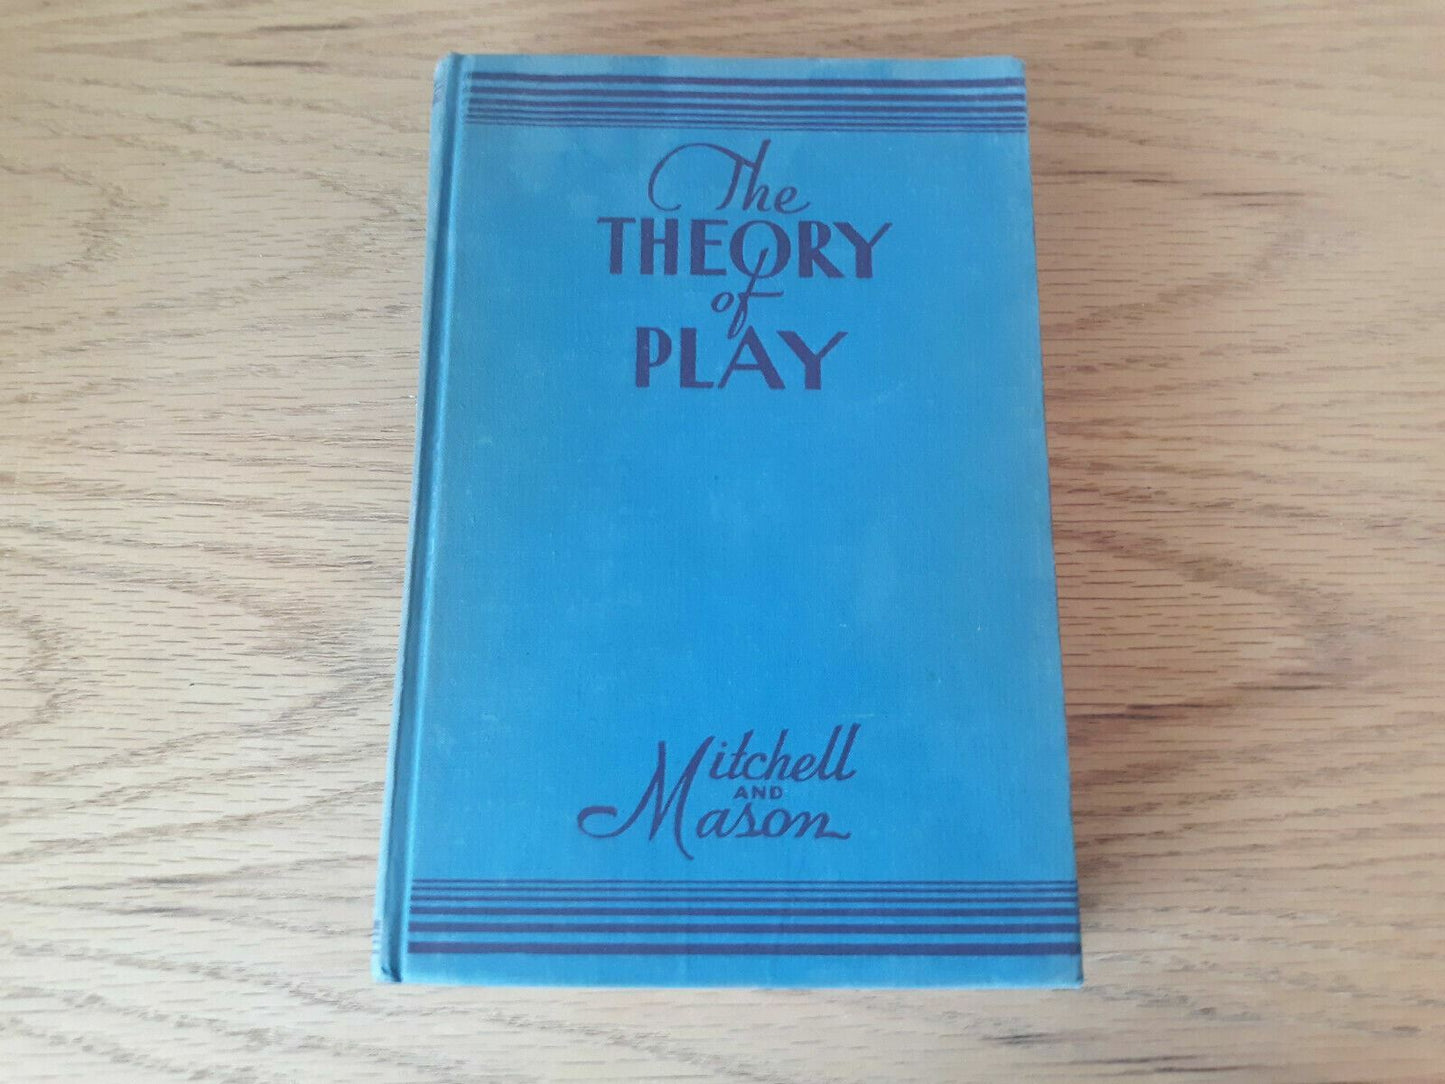 The
THEORY
of
PLAY
Mitchell
AND
Mason